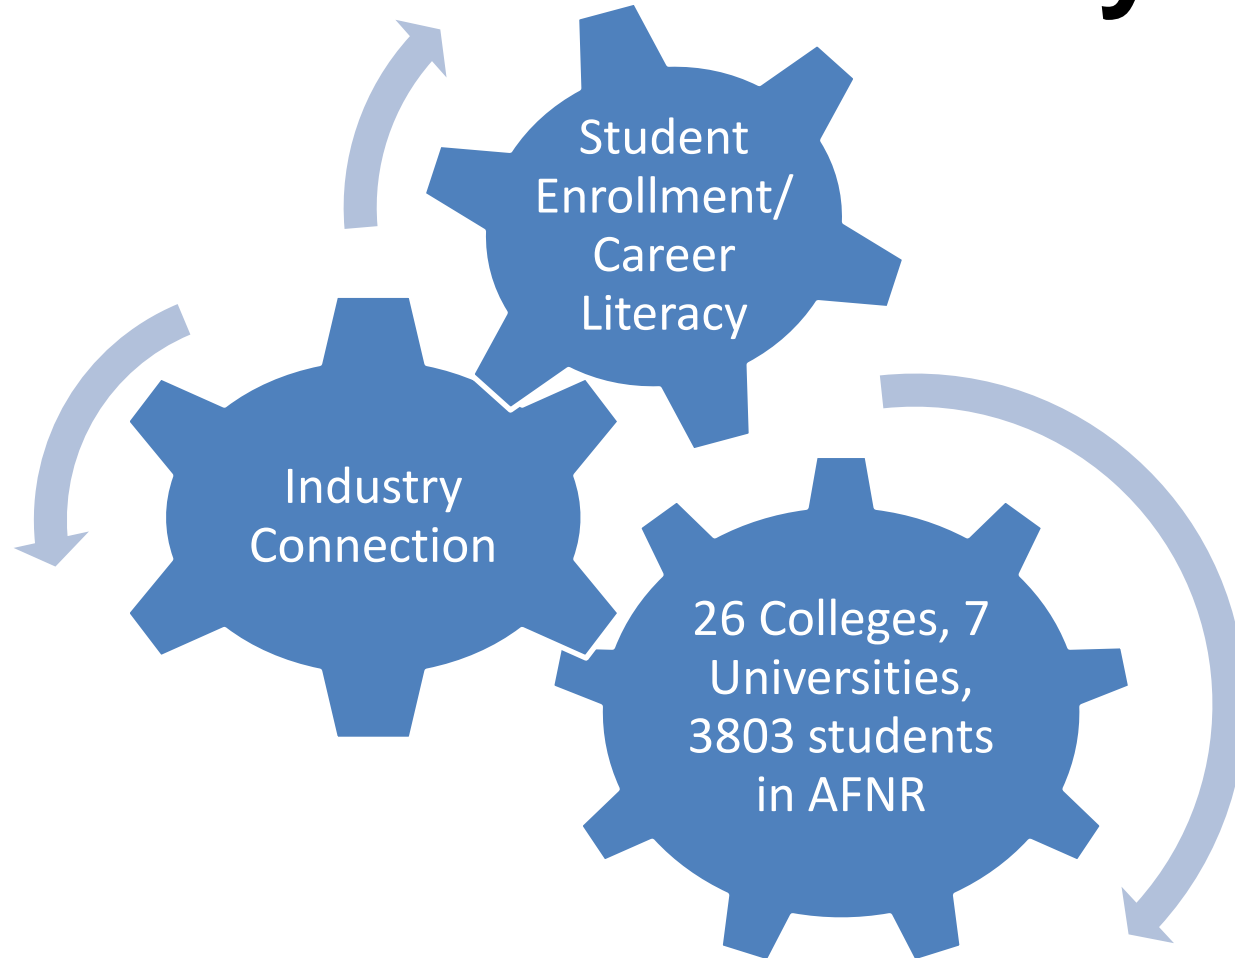 Student
Enrollment/
Career
Literacy
Industry
Connection
26 Colleges, 7
Universities,
3803 students
in AFNR